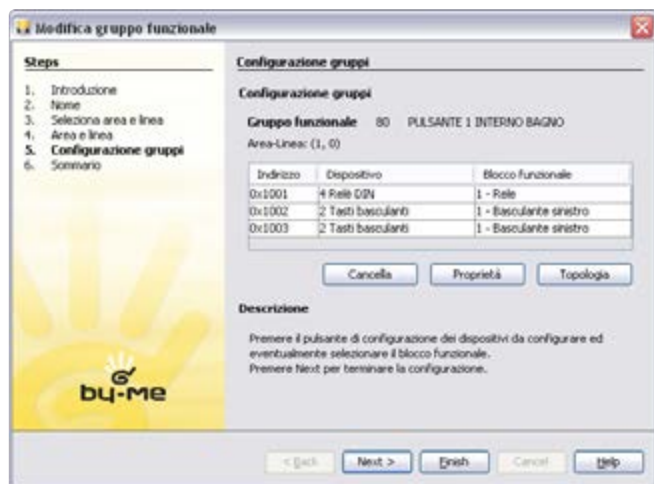 Modifica gruppo funzionale
Steps
1. Introduzione
2. Nome
3. Seleziona area e linea
4. Area e linea
5. Configurazione gruppi
6. Sommario
by-me
Configurazione gruppi
Configurazione gruppi
Gruppo funzionale 80 PULSANTE 1 INTERNO BAGNO
Area-Linea: (1, 0)
Indirizzo Dispositivo Blocco funzionale
0x1001 4 Relè DIN 1 - Rele
0x1002 2 Tasti basculanti 1 - Basculante sinistro
0x1003 2 Tasti basculanti 1 - Basculante sinistro
Cancella Proprietà Topologia
Descrizione
Premere il pulsante di configurazione dei dispositivi da configurare ed
eventualmente selezionare il blocco funzionale.
Premere Next per terminare la configurazione.
< Back Next > Finish Cancel Help